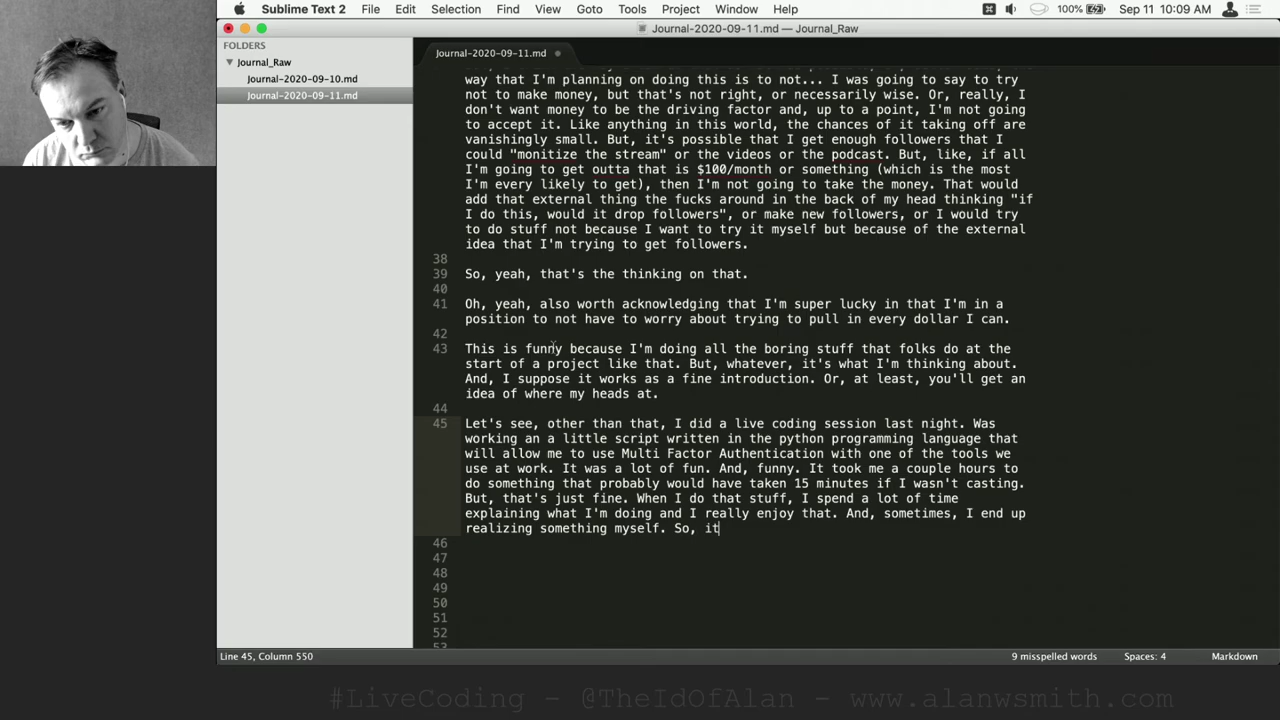 Sublime Text 2 File Edit Selection Find View Goto Tools Project Window Help 100% Sep 11 10:09 AM
Journal-2020-09-11.md — Journal_Raw
FOLDERS
Journal_Raw
Journal-2020-09-10.md
Journal-2020-09-11.md
Journal-2020-09-11.md
way that I'm planning on doing this is to not... I was going to say to try
not to make money, but that's not right, or necessarily wise. Or, really, I
don't want money to be the driving factor and, up to a point, I'm not going
to accept it. Like anything in this world, the chances of it taking off are
vanishingly small. But, it's possible that I get enough followers that I
could "monitize the stream" or the videos or the podcast. But, like, if all
I'm going to get outta that is $100/month or something (which is the most
I'm every likely to get), then I'm not going to take the money. That would
add that external thing the fucks around in the back of my head thinking "if
I do this, would it drop followers", or make new followers, or I would try
to do stuff not because I want to try it myself but because of the external
idea that I'm trying to get followers.
38
39 So, yeah, that's the thinking on that.
40
41 Oh, yeah, also worth acknowledging that I'm super lucky in that I'm in a
position to not have to worry about trying to pull in every dollar I can.
42
43 This is funny because I'm doing all the boring stuff that folks do at the
start of a project like that. But, whatever, it's what I'm thinking about.
And, I suppose it works as a fine introduction. Or, at least, you'll get an
idea of where my heads at.
44
45 Let's see, other than that, I did a live coding session last night. Was
working an a little script written in the python programming language that
will allow me to use Multi Factor Authentication with one of the tools we
use at work. It was a lot of fun. And, funny. It took me a couple hours to
do something that probably would have taken 15 minutes if I wasn't casting.
But, that's just fine. When I do that stuff, I spend a lot of time
explaining what I'm doing and I really enjoy that. And, sometimes, I end up
realizing something myself. So, it
46
47
48
49
50
51
52
53
Line 45, Column 550 9 misspelled words Spaces: 4 Markdown
#LiveCoding - @TheIdOfAlan - www.alanwsmith.com